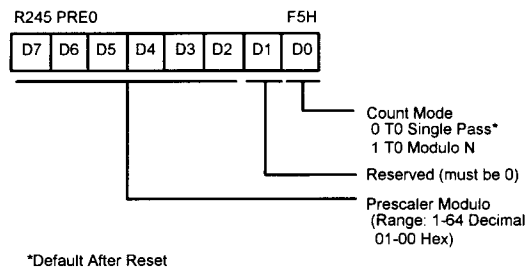 R245 PRE0 F5H
D7 D6 D5 D4 D3 D2 D1 D0
Count Mode
0 T0 Single Pass*
1 T0 Modulo N
Reserved (must be 0)
Prescaler Modulo
(Range: 1-64 Decimal
01-00 Hex)
*Default After Reset